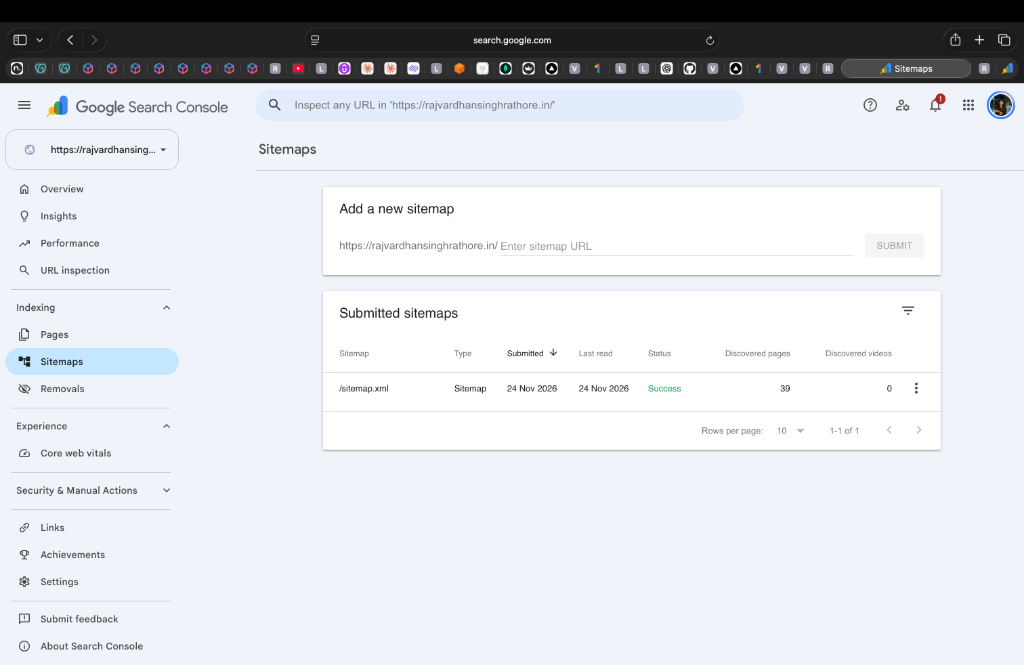 search.google.com
Sitemaps
Google Search Console
Inspect any URL in 'https://rajvardhansinghrathore.in/'
1
https://rajvardhansing...
Sitemaps
Overview
Insights
Performance
URL inspection
Indexing
Pages
Sitemaps
Removals
Experience
Core web vitals
Security & Manual Actions
Links
Achievements
Settings
Submit feedback
About Search Console
Add a new sitemap
https://rajvardhansinghrathore.in/ Enter sitemap URL
SUBMIT
Submitted sitemaps
Sitemap Type Submitted Last read Status Discovered pages Discovered videos
/sitemap.xml Sitemap 24 Nov 2026 24 Nov 2026 Success 39 0
Rows per page: 10 1-1 of 1